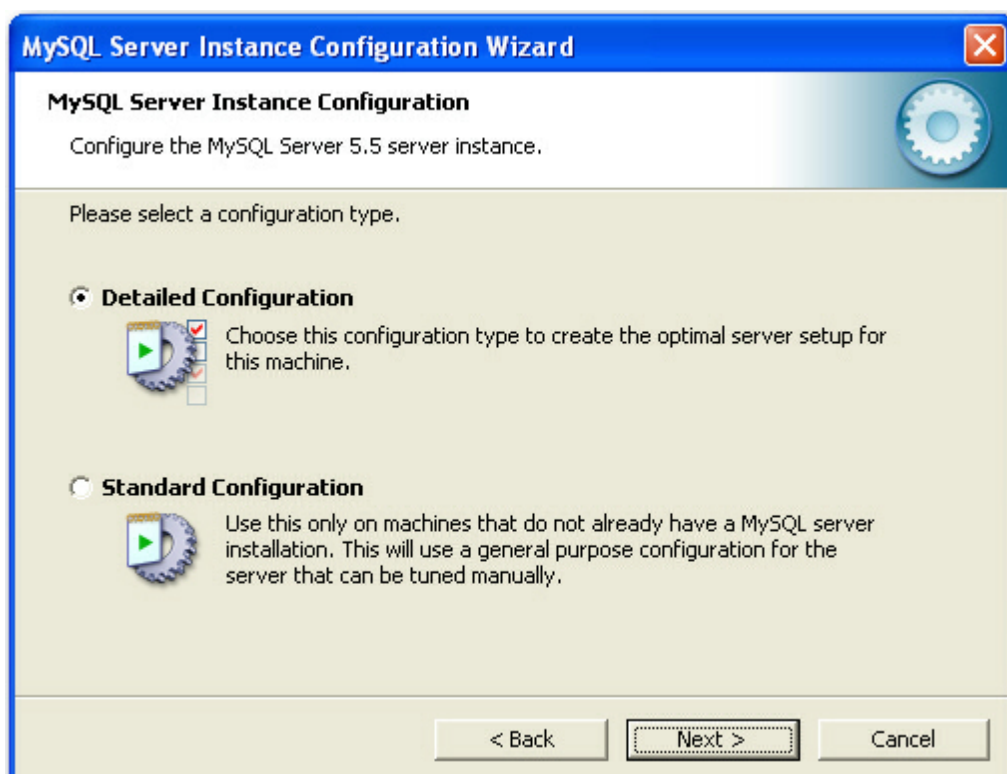 MySQL Server Instance Configuration Wizard
MySQL Server Instance Configuration
Configure the MySQL Server 5.5 server instance.
Please select a configuration type.
Detailed Configuration
Choose this configuration type to create the optimal server setup for
this machine.
Standard Configuration
Use this only on machines that do not already have a MySQL server
installation. This will use a general purpose configuration for the
server that can be tuned manually.
< Back
Next >
Cancel